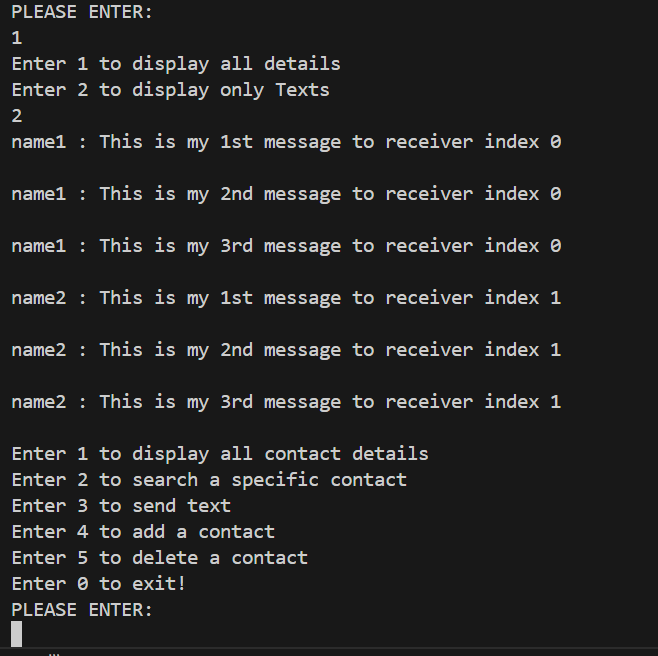 PLEASE ENTER:
1
Enter 1 to display all details
Enter 2 to display only Texts
2
name1 : This is my 1st message to receiver index 0
name1 : This is my 2nd message to receiver index 0
name1 : This is my 3rd message to receiver index 0
name2 : This is my 1st message to receiver index 1
name2 : This is my 2nd message to receiver index 1
name2 : This is my 3rd message to receiver index 1
Enter 1 to display all contact details
Enter 2 to search a specific contact
Enter 3 to send text
Enter 4 to add a contact
Enter 5 to delete a contact
Enter 0 to exit!
PLEASE ENTER: